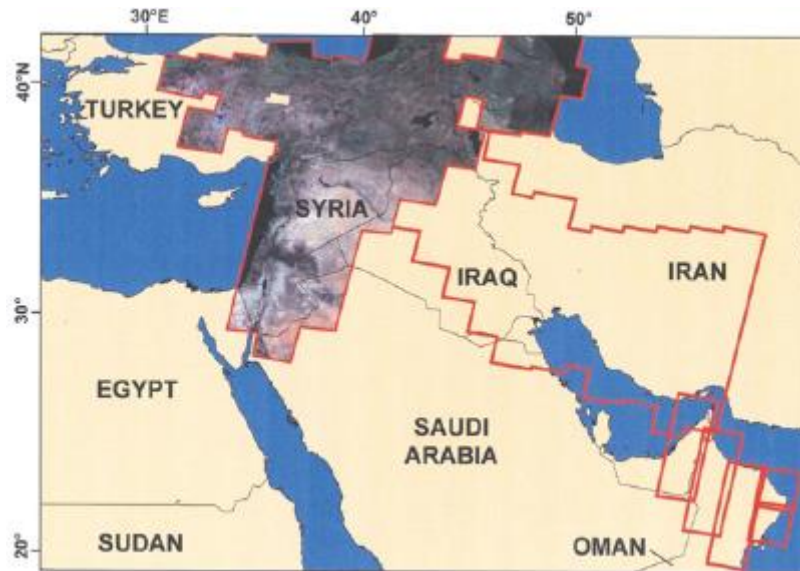 30°E 40° 50°
40°N
TURKEY
SYRIA
IRAQ
IRAN
30°
EGYPT
SAUDI
ARABIA
SUDAN
OMAN
20°